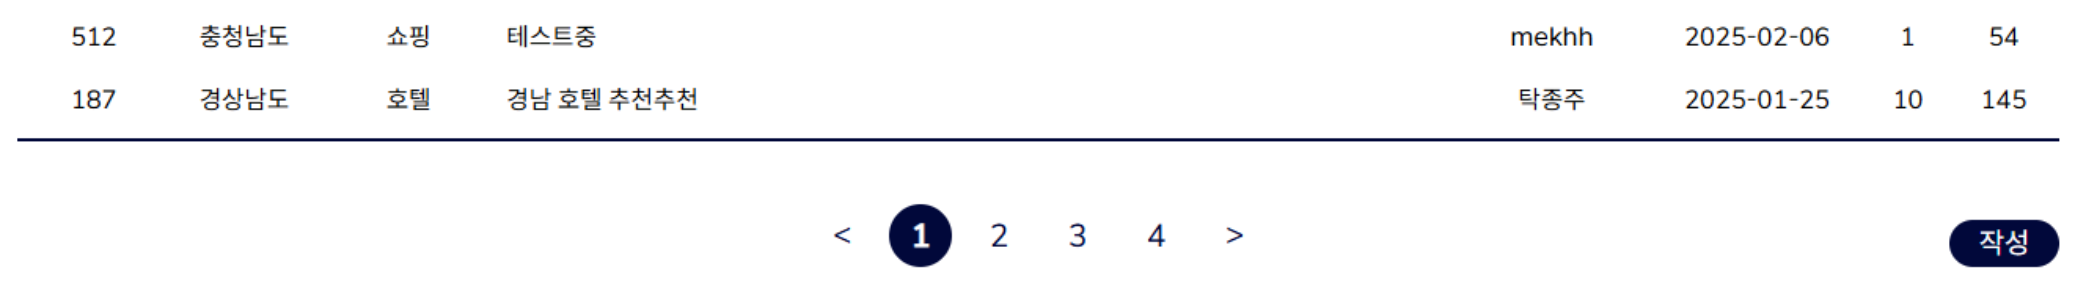 512 충청남도 쇼핑 테스트중 mekhh 2025-02-06 1 54
187 경상남도 호텔 경남 호텔 추천추천 탁종주 2025-01-25 10 145
< 1 2 3 4 >
작성